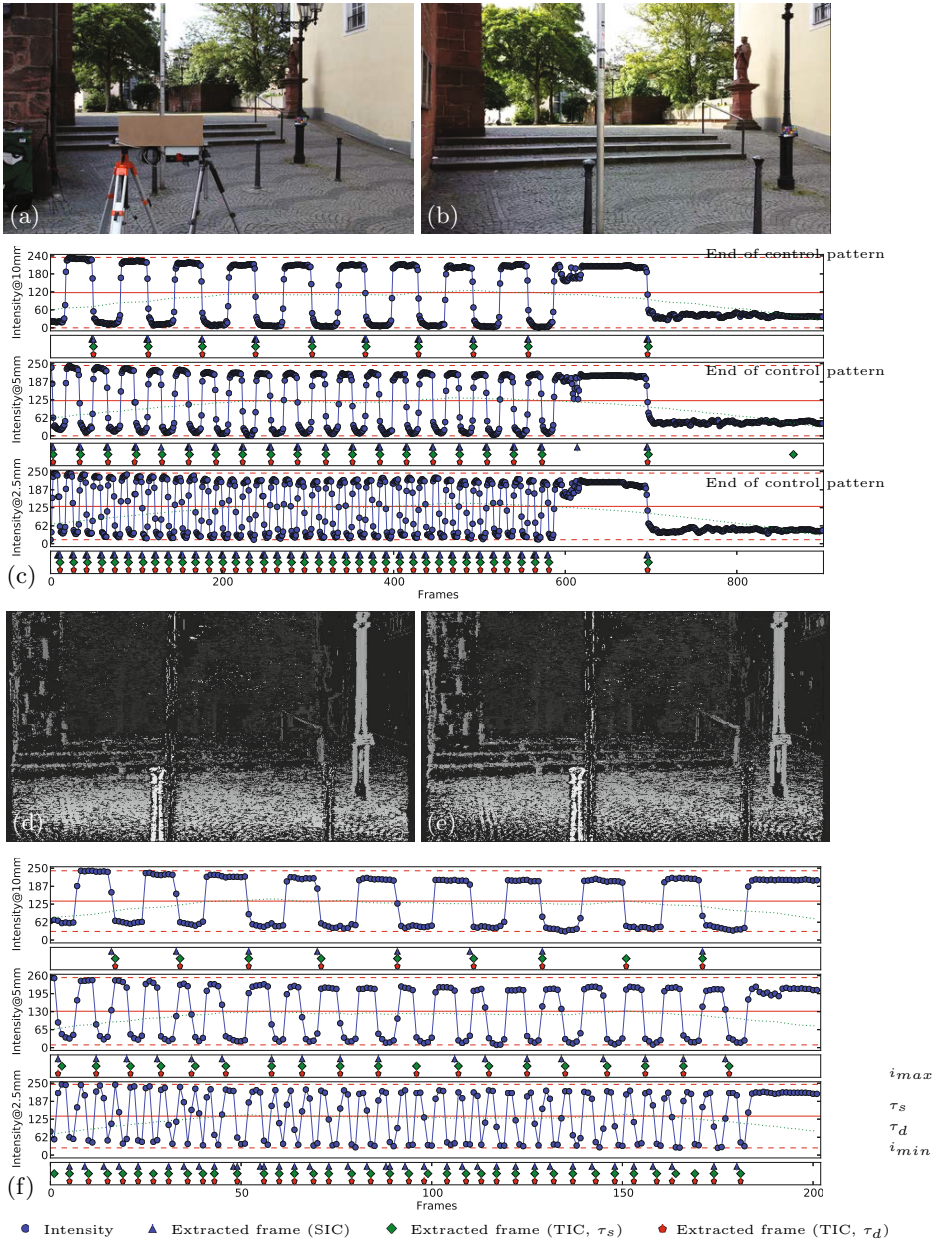 (a)
(b)
240
180
120
60
0
Intensity@10mm
End of control pattern
250
187
125
62
0
Intensity@5mm
End of control pattern
250
187
125
62
0
Intensity@2.5mm
End of control pattern
200
400
600
800
Frames
(c)
(d)
(e)
250
187
125
62
0
Intensity@10mm
260
195
130
65
0
Intensity@5mm
250
187
125
62
0
Intensity@2.5mm
i_max
τ_s
τ_d
i_min
0
50
100
150
200
Frames
(f)
Intensity
Extracted frame (SIC)
Extracted frame (TIC, τ_s)
Extracted frame (TIC, τ_d)